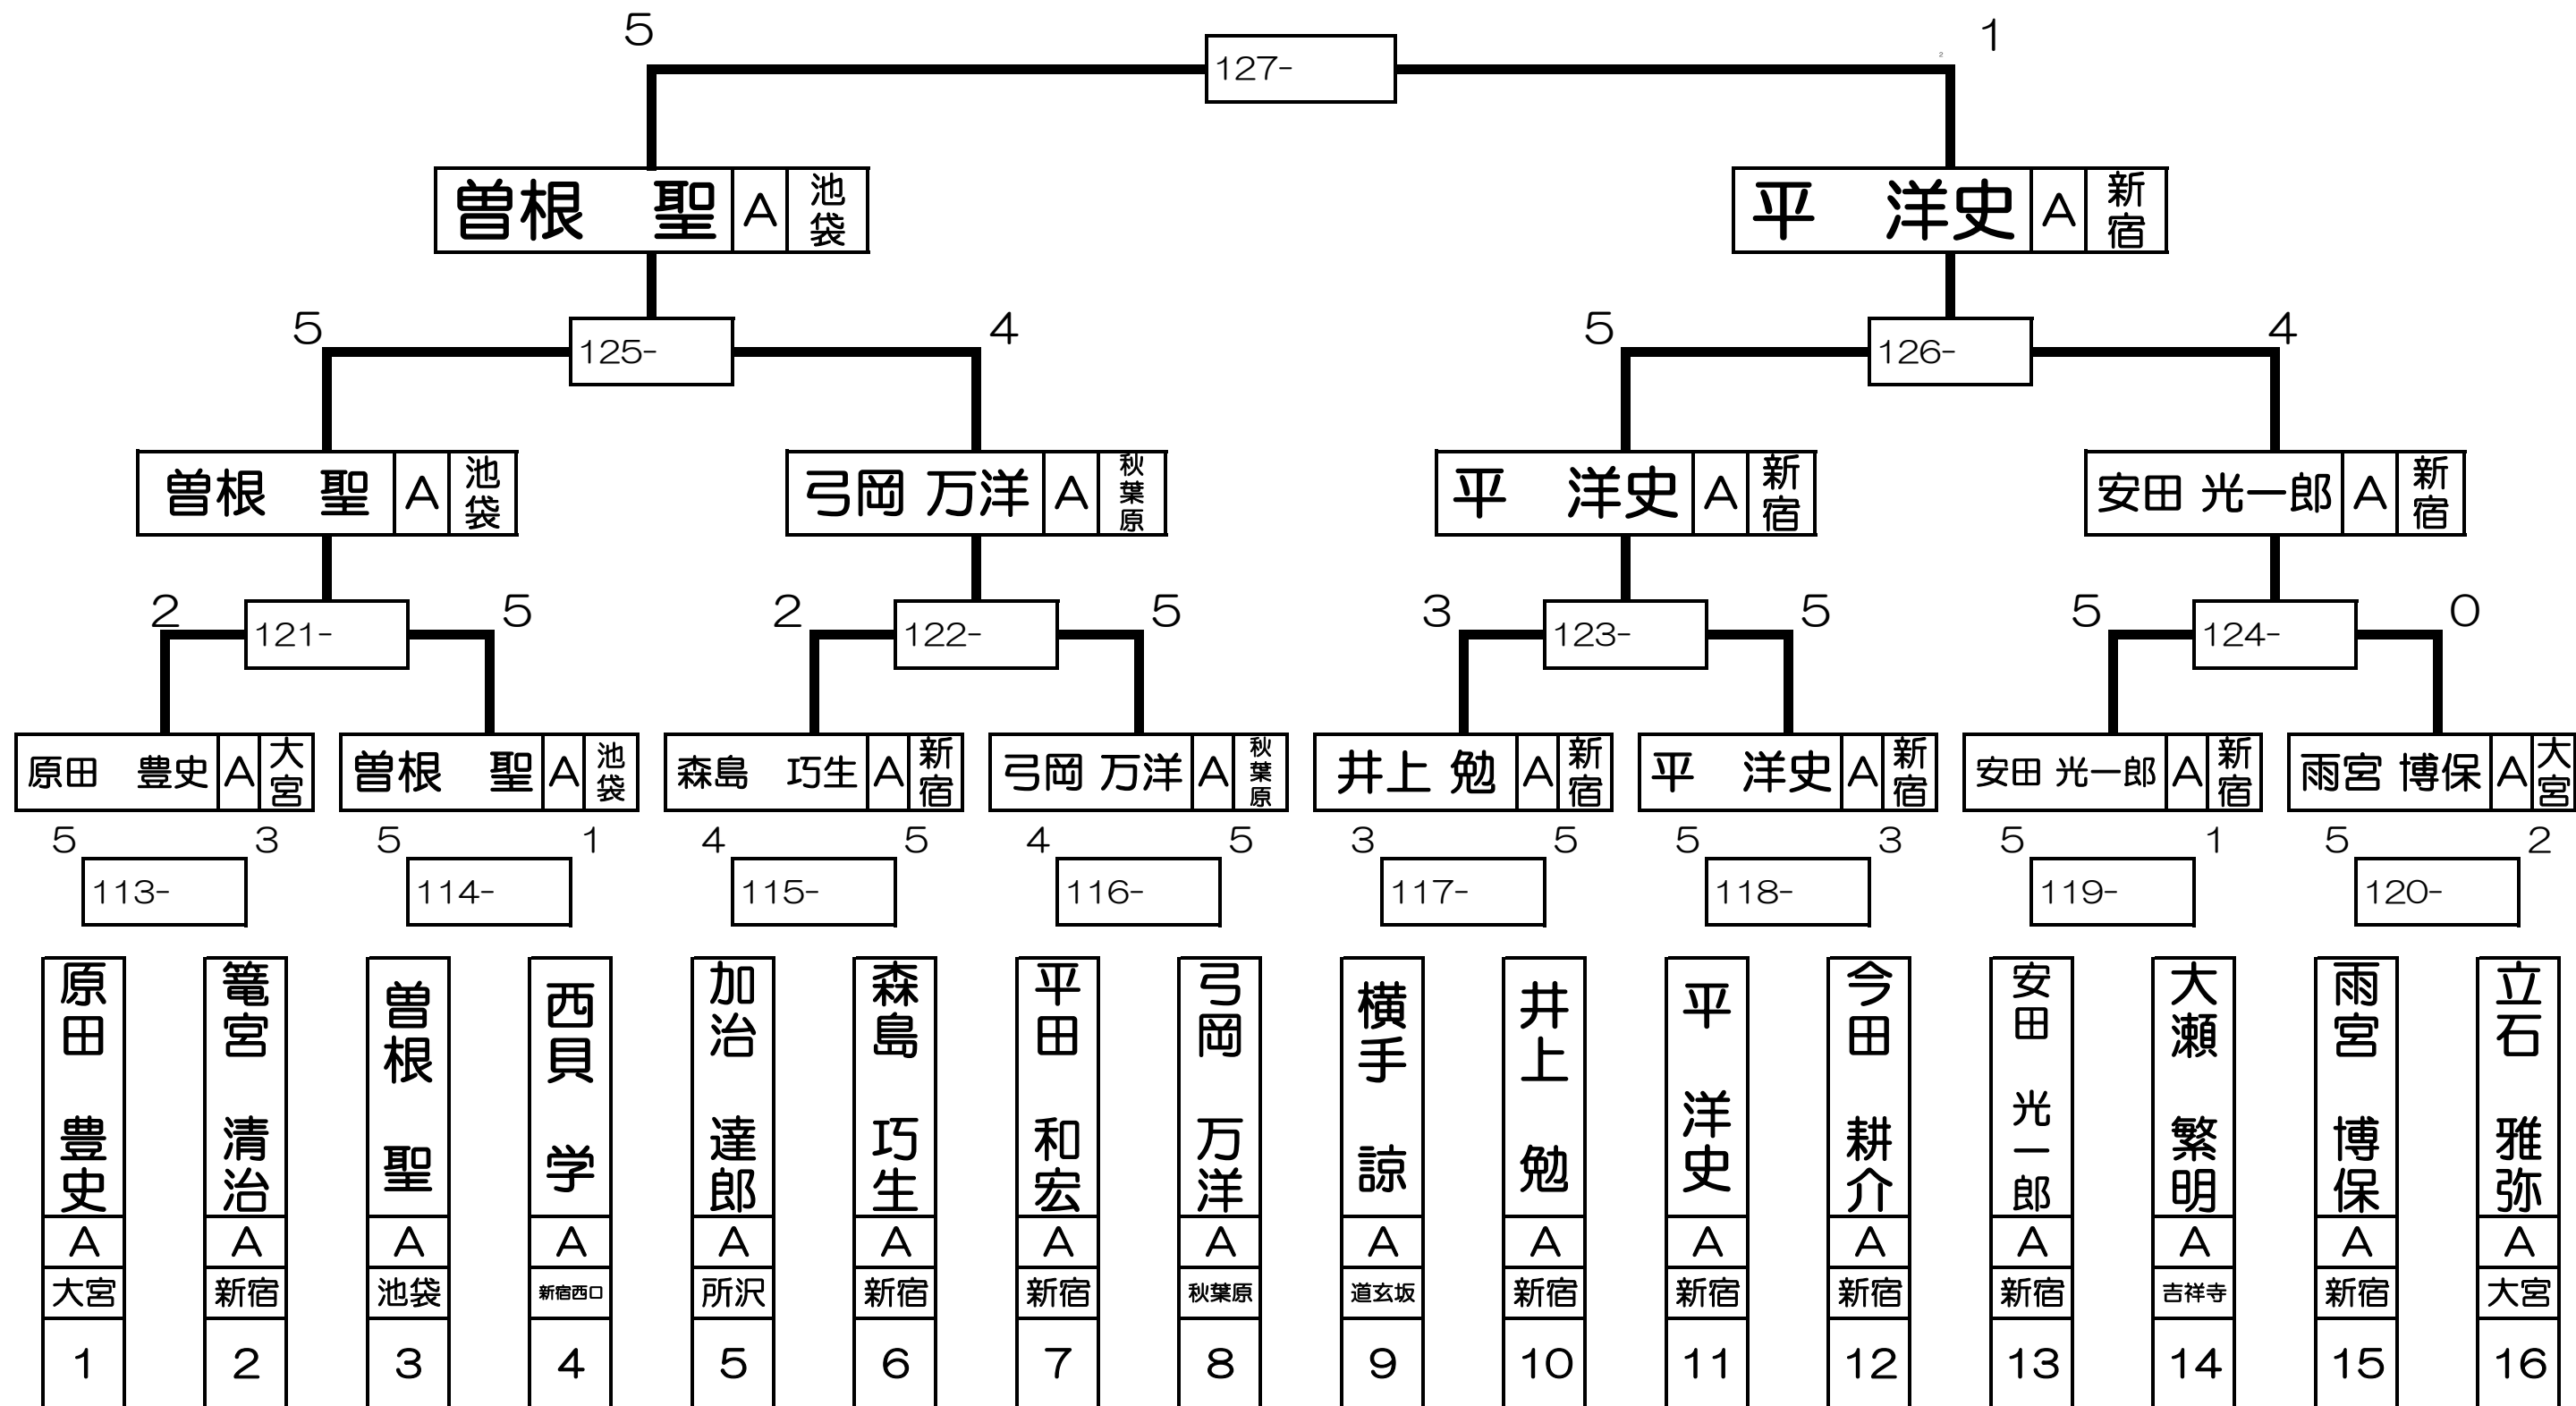 5 1
127-
曽根 聖 A 池袋
平 洋史 A 新宿
5 4 5 4
125- 126-
曽根 聖 A 池袋
弓岡 万洋 A 秋葉原
平 洋史 A 新宿
安田 光一郎 A 新宿
2 5 2 5 3 5 5 0
121- 122- 123- 124-
原田 豊史 A 大宮
曽根 聖 A 池袋
森島 巧生 A 新宿
弓岡 万洋 A 秋葉原
井上 勉 A 新宿
平 洋史 A 新宿
安田 光一郎 A 新宿
雨宮 博保 A 大宮
5 3 5 1 4 5 4 5 3 5 5 3 5 1 5 2
113- 114- 115- 116- 117- 118- 119- 120-
原田 豊史 A 大宮 1
篭宮 清治 A 新宿 2
曽根 聖 A 池袋 3
西貝 学 A 新宿西口 4
加治 達郎 A 所沢 5
森島 巧生 A 新宿 6
平田 和宏 A 新宿 7
弓岡 万洋 A 秋葉原 8
横手 諒 A 道玄坂 9
井上 勉 A 新宿 10
平 洋史 A 新宿 11
今田 耕介 A 新宿 12
安田 光一郎 A 新宿 13
大瀬 繁明 A 吉祥寺 14
雨宮 博保 A 新宿 15
立石 雅弥 A 大宮 16